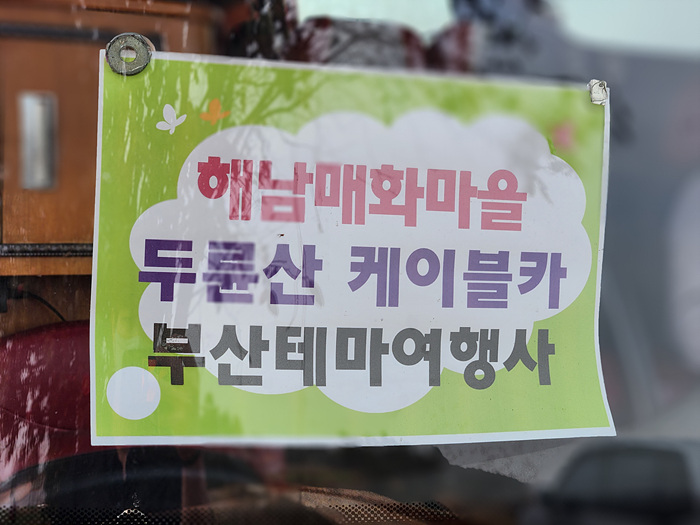 해남매화마을
두륜산 케이블카
부산테마여행사